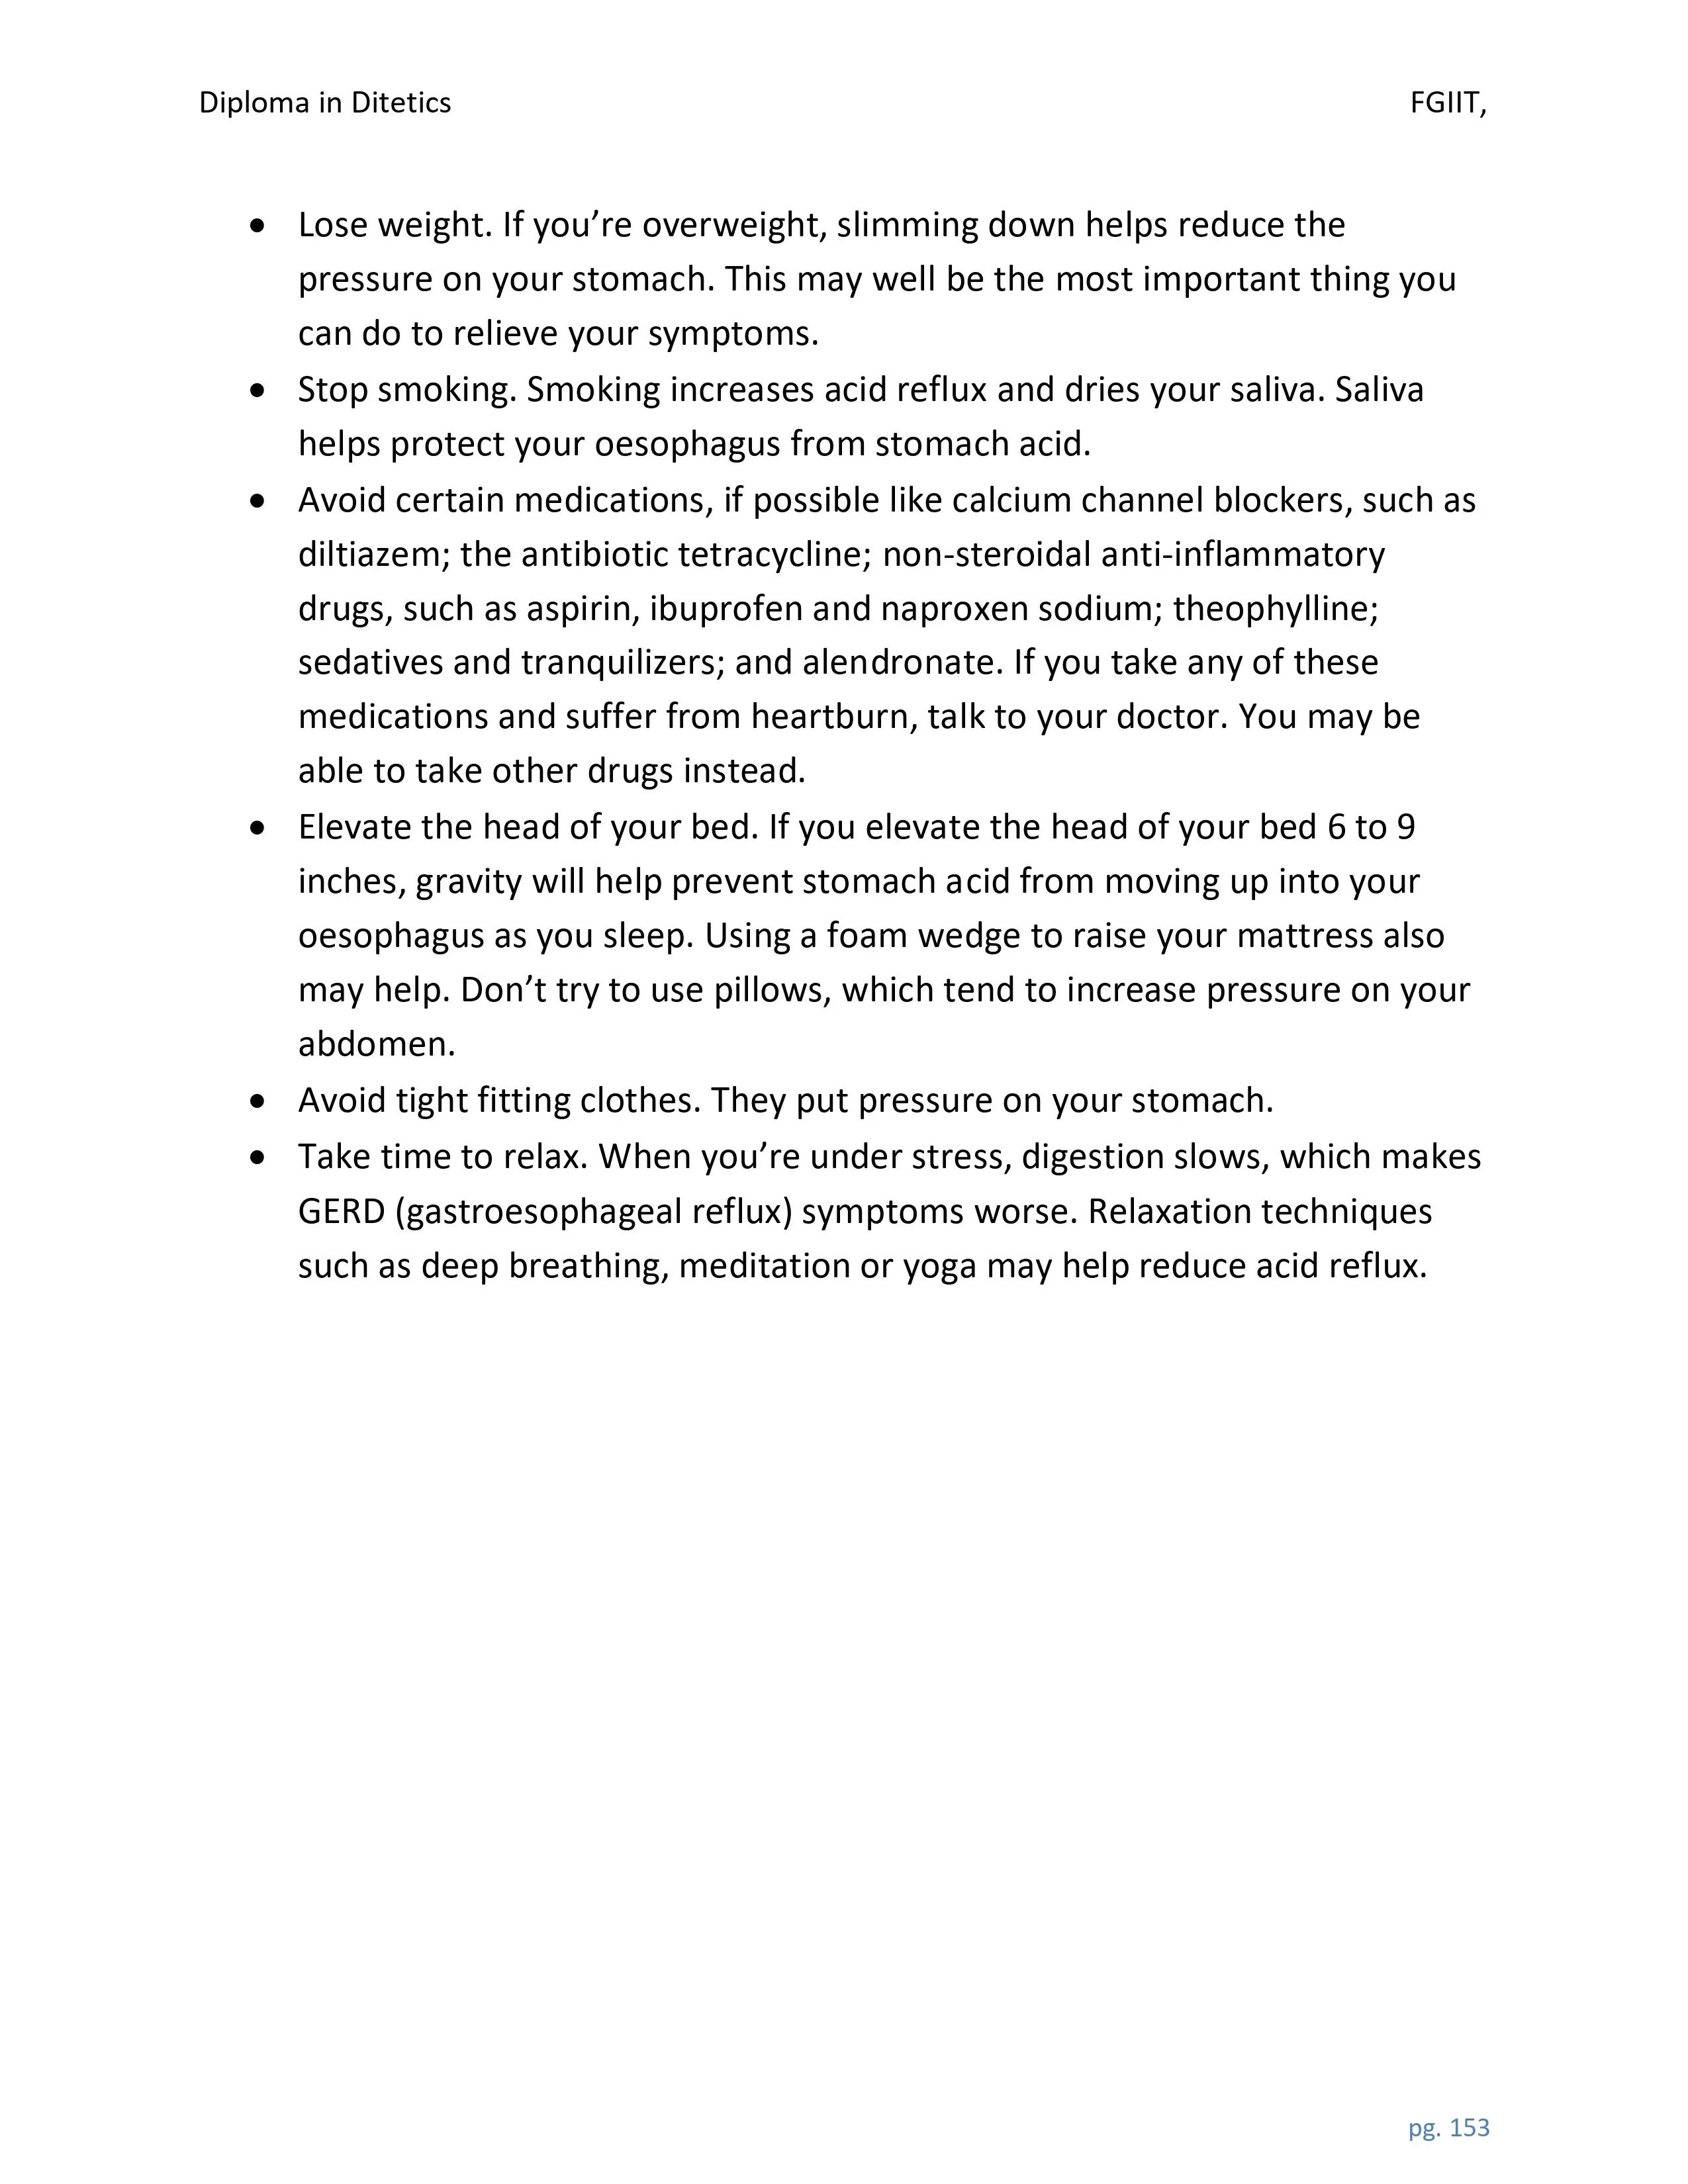 Diploma in Ditetics FGIIT,
• Lose weight. If you’re overweight, slimming down helps reduce the
pressure on your stomach. This may well be the most important thing you
can do to relieve your symptoms.
• Stop smoking. Smoking increases acid reflux and dries your saliva. Saliva
helps protect your oesophagus from stomach acid.
• Avoid certain medications, if possible like calcium channel blockers, such as
diltiazem; the antibiotic tetracycline; non-steroidal anti-inflammatory
drugs, such as aspirin, ibuprofen and naproxen sodium; theophylline;
sedatives and tranquilizers; and alendronate. If you take any of these
medications and suffer from heartburn, talk to your doctor. You may be
able to take other drugs instead.
• Elevate the head of your bed. If you elevate the head of your bed 6 to 9
inches, gravity will help prevent stomach acid from moving up into your
oesophagus as you sleep. Using a foam wedge to raise your mattress also
may help. Don’t try to use pillows, which tend to increase pressure on your
abdomen.
• Avoid tight fitting clothes. They put pressure on your stomach.
• Take time to relax. When you’re under stress, digestion slows, which makes
GERD (gastroesophageal reflux) symptoms worse. Relaxation techniques
such as deep breathing, meditation or yoga may help reduce acid reflux.
pg. 153